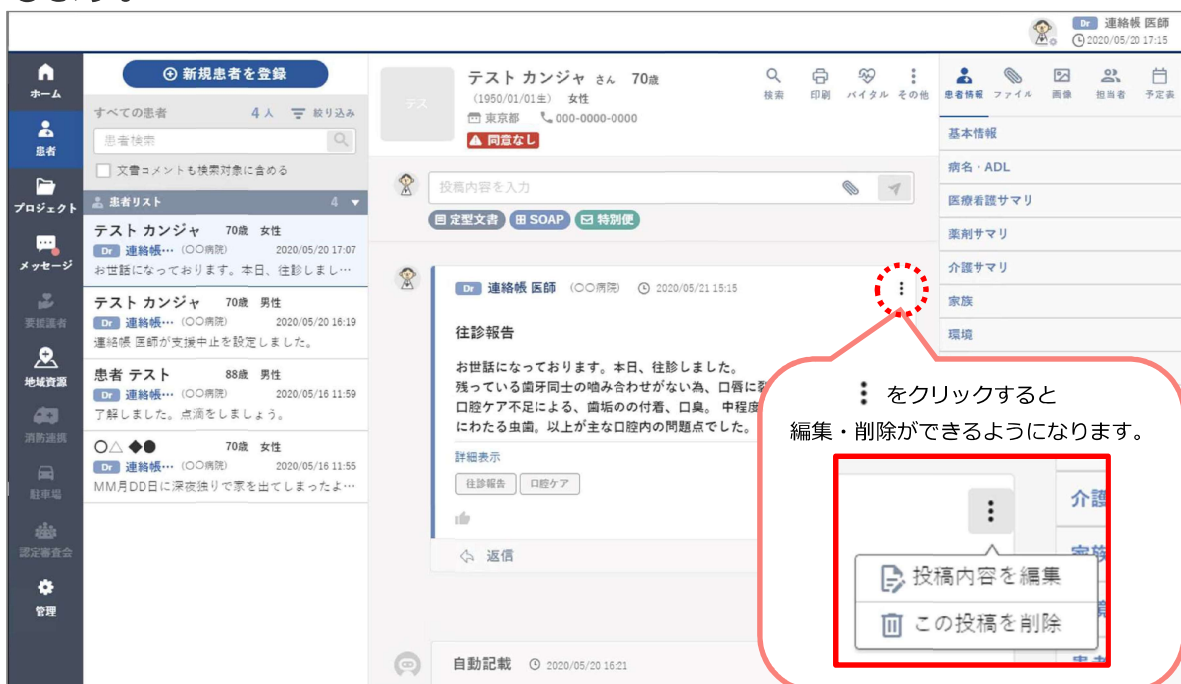 Dr 連絡帳 医師
2020/05/20 17:15
ホーム
患者
プロジェクト
メッセージ
要援護者
地域資源
消防連携
駐車場
認定審査会
管理
新規患者を登録
すべての患者 4人 絞り込み
患者検索
文書コメントも検索対象に含める
患者リスト 4 ▼
テスト カンジャ 70歳 女性
Dr 連絡帳… (〇〇病院) 2020/05/20 17:07
お世話になっております。本日、往診しまし…
テスト カンジャ 70歳 男性
Dr 連絡帳… (〇〇病院) 2020/05/20 16:19
連絡帳 医師が支援中止を設定しました。
患者 テスト 88歳 男性
Dr 連絡帳… (〇〇病院) 2020/05/16 11:59
了解しました。点滴をしましょう。
〇△ ◆● 70歳 女性
Dr 連絡帳… (〇〇病院) 2020/05/16 11:55
MM月DD日に深夜独りで家を出てしまったよ…
テス
テスト カンジャ さん 70歳
(1950/01/01生) 女性
東京都 000-0000-0000
同意なし
検索 印刷 バイタル その他
投稿内容を入力
定型文書 SOAP 特別便
Dr 連絡帳 医師 (〇〇病院) 2020/05/21 15:15
往診報告
お世話になっております。本日、往診しました。
残っている歯牙同士の噛み合わせがない為、口唇に
口腔ケア不足による、歯垢のの付着、口臭。 中程度
にわたる虫歯。以上が主な口腔内の問題点でした。
詳細表示
往診報告 口腔ケア
返信
自動記載 2020/05/20 16:21
患者情報 ファイル 画像 担当者 予定表
基本情報
病名・ADL
医療看護サマリ
薬剤サマリ
介護サマリ
家族
環境
をクリックすると
編集・削除ができるようになります。
介護
家族
投稿内容を編集
この投稿を削除